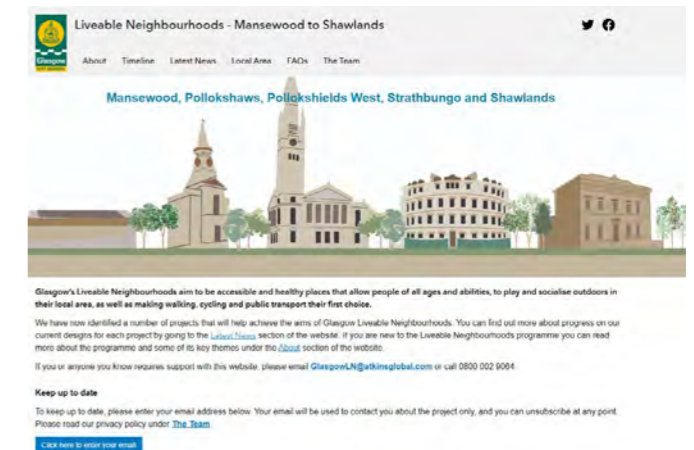 Liveable Neighbourhoods - Mansewood to Shawlands
Glasgow
About Timeline Latest News Local Area FAQs The Team
Mansewood, Pollokshaws, Pollokshields West, Strathbungo and Shawlands
Glasgow's Liveable Neighbourhoods aim to be accessible and healthy places that allow people of all ages and abilities, to play and socialise outdoors in
their local area, as well as making walking, cycling and public transport their first choice.
We have now identified a number of projects that will help achieve the aims of Glasgow Liveable Neighbourhoods. You can find out more about progress on our
current designs for each project by going to the Latest News section of the website. If you are new to the Liveable Neighbourhoods programme you can read
more about the programme and some of its key themes under the About section of the website.
If you or anyone you know requires support with this website, please email GlasgowLN@atkinsglobal.com or call 0800 002 9064.
Keep up to date
To keep up to date, please enter your email address below. Your email will be used to contact you about the project only, and you can unsubscribe at any point.
Please read our privacy policy under The Team
Click here to enter your email